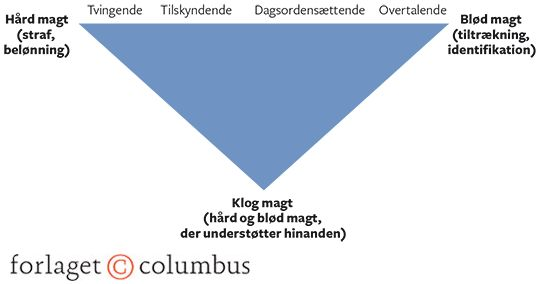 Tvingende Tilskyndende Dagsordensættende Overtalende
Hård magt
(straf,
belønning)
Blød magt
(tiltrækning,
identifikation)
Klog magt
(hård og blød magt,
der understøtter hinanden)
forlaget © columbus